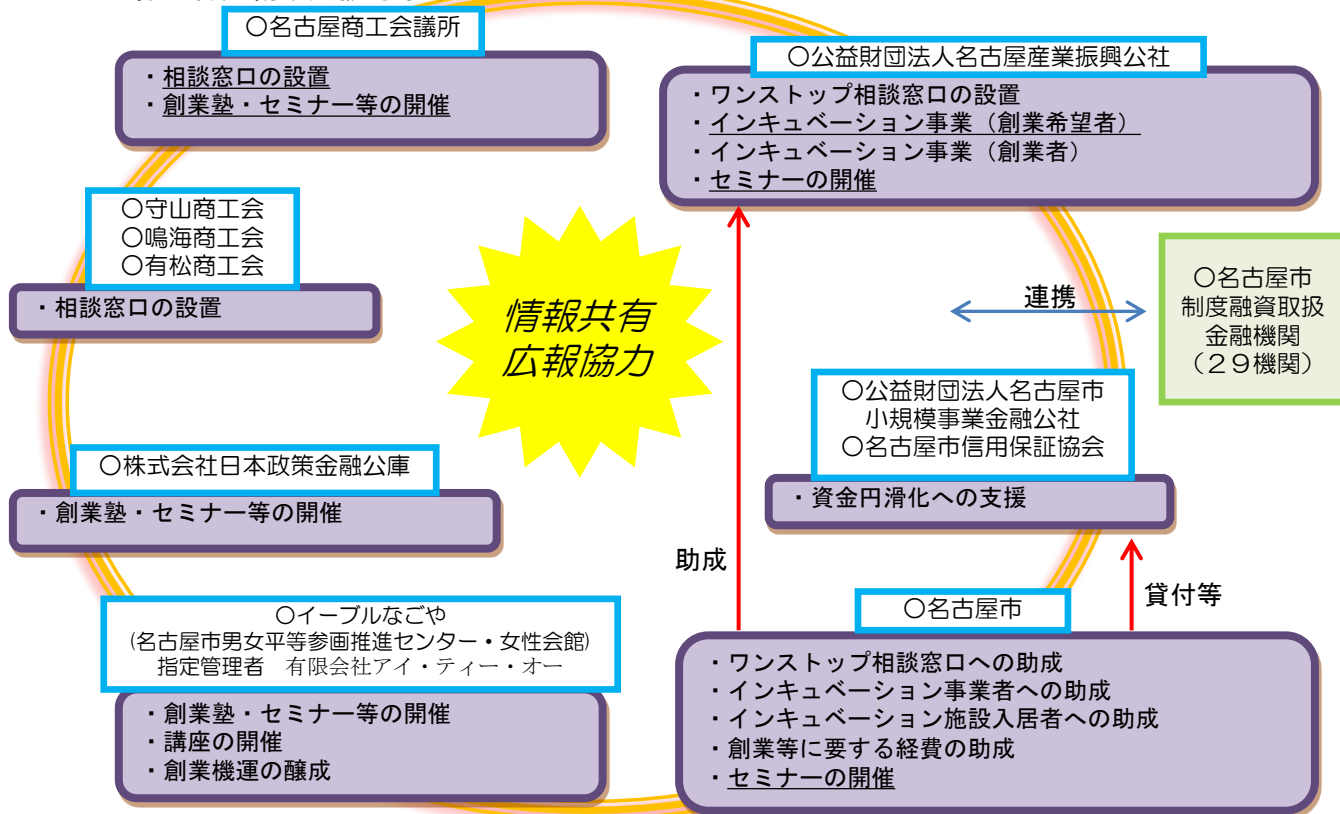 〇名古屋商工会議所
・相談窓口の設置
・創業塾・セミナー等の開催
〇公益財団法人名古屋産業振興公社
・ワンストップ相談窓口の設置
・インキュベーション事業（創業希望者）
・インキュベーション事業（創業者）
・セミナーの開催
〇守山商工会
〇鳴海商工会
〇有松商工会
・相談窓口の設置
情報共有
広報協力
連携
〇名古屋市
制度融資取扱
金融機関
（２９機関）
〇公益財団法人名古屋市
小規模事業金融公社
〇名古屋市信用保証協会
・資金円滑化への支援
〇株式会社日本政策金融公庫
・創業塾・セミナー等の開催
助成
貸付等
〇イーブルなごや
(名古屋市男女平等参画推進センター・女性会館)
指定管理者　有限会社アイ・ティー・オー
・創業塾・セミナー等の開催
・講座の開催
・創業機運の醸成
〇名古屋市
・ワンストップ相談窓口への助成
・インキュベーション事業者への助成
・インキュベーション施設入居者への助成
・創業等に要する経費の助成
・セミナーの開催